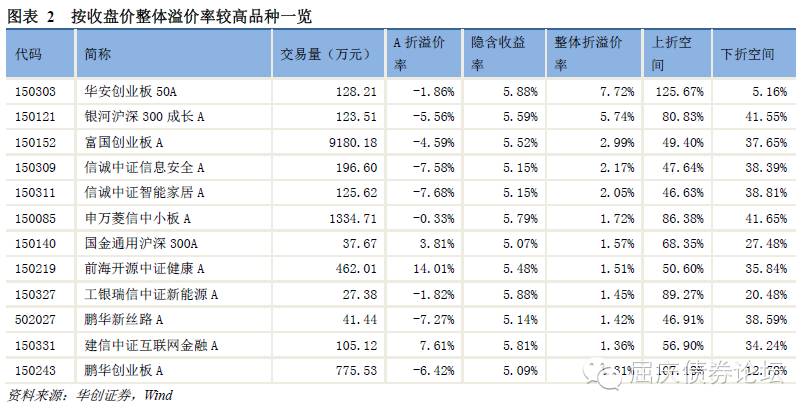 图表 2 按收盘价整体溢价率较高品种一览
代码 简称 交易量（万元） A 折溢价率 隐含收益率 整体折溢价率 上折空间 下折空间
150303 华安创业板 50A 128.21 -1.86% 5.88% 7.72% 125.67% 5.16%
150121 银河沪深 300 成长 A 123.51 -5.56% 5.59% 5.74% 80.83% 41.55%
150152 富国创业板 A 9180.18 -4.59% 5.52% 2.99% 49.40% 37.65%
150309 信诚中证信息安全 A 196.60 -7.58% 5.15% 2.17% 47.64% 38.39%
150311 信诚中证智能家居 A 125.62 -7.68% 5.15% 2.05% 46.63% 38.81%
150085 申万菱信中小板 A 1334.71 -0.33% 5.79% 1.72% 86.38% 41.65%
150140 国金通用沪深 300A 37.67 3.81% 5.07% 1.57% 68.35% 27.48%
150219 前海开源中证健康 A 462.01 14.01% 5.48% 1.51% 50.60% 35.84%
150327 工银瑞信中证新能源 A 27.38 -1.82% 5.88% 1.45% 89.27% 20.48%
502027 鹏华新丝路 A 41.44 -7.27% 5.14% 1.42% 46.91% 38.59%
150331 建信中证互联网金融 A 105.12 7.61% 5.81% 1.36% 56.90% 34.24%
150243 鹏华创业板 A 775.53 -6.42% 5.09%
屈庆债券论坛
资料来源：华创证券，Wind